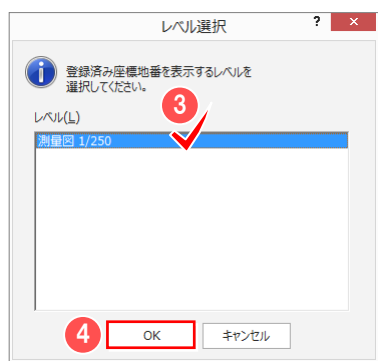 レベル選択
?
×
登録済み座標地番を表示するレベルを
選択してください。
3
レベル(L)
測量図 1/250
4
OK
キャンセル